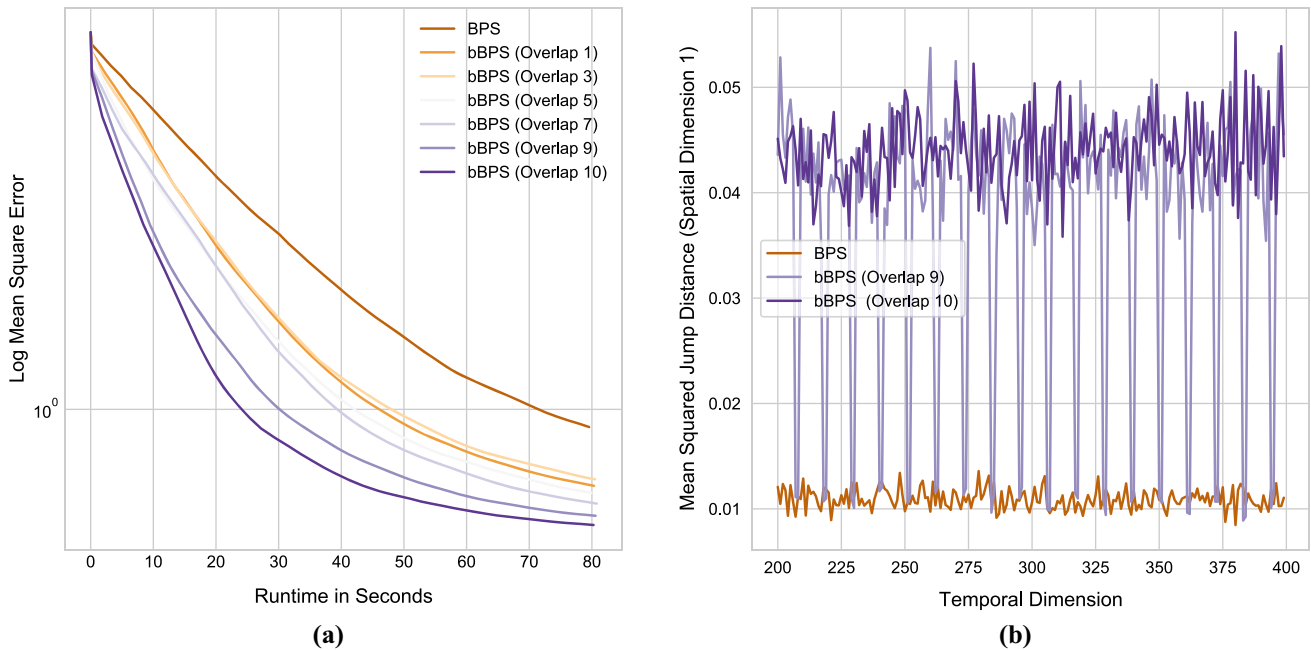 Log Mean Square Error
10⁰
BPS
bBPS (Overlap 1)
bBPS (Overlap 3)
bBPS (Overlap 5)
bBPS (Overlap 7)
bBPS (Overlap 9)
bBPS (Overlap 10)
0 10 20 30 40 50 60 70 80
Runtime in Seconds
(a)
Mean Squared Jump Distance (Spatial Dimension 1)
0.05
0.04
0.03
0.02
0.01
BPS
bBPS (Overlap 9)
bBPS (Overlap 10)
200 225 250 275 300 325 350 375 400
Temporal Dimension
(b)